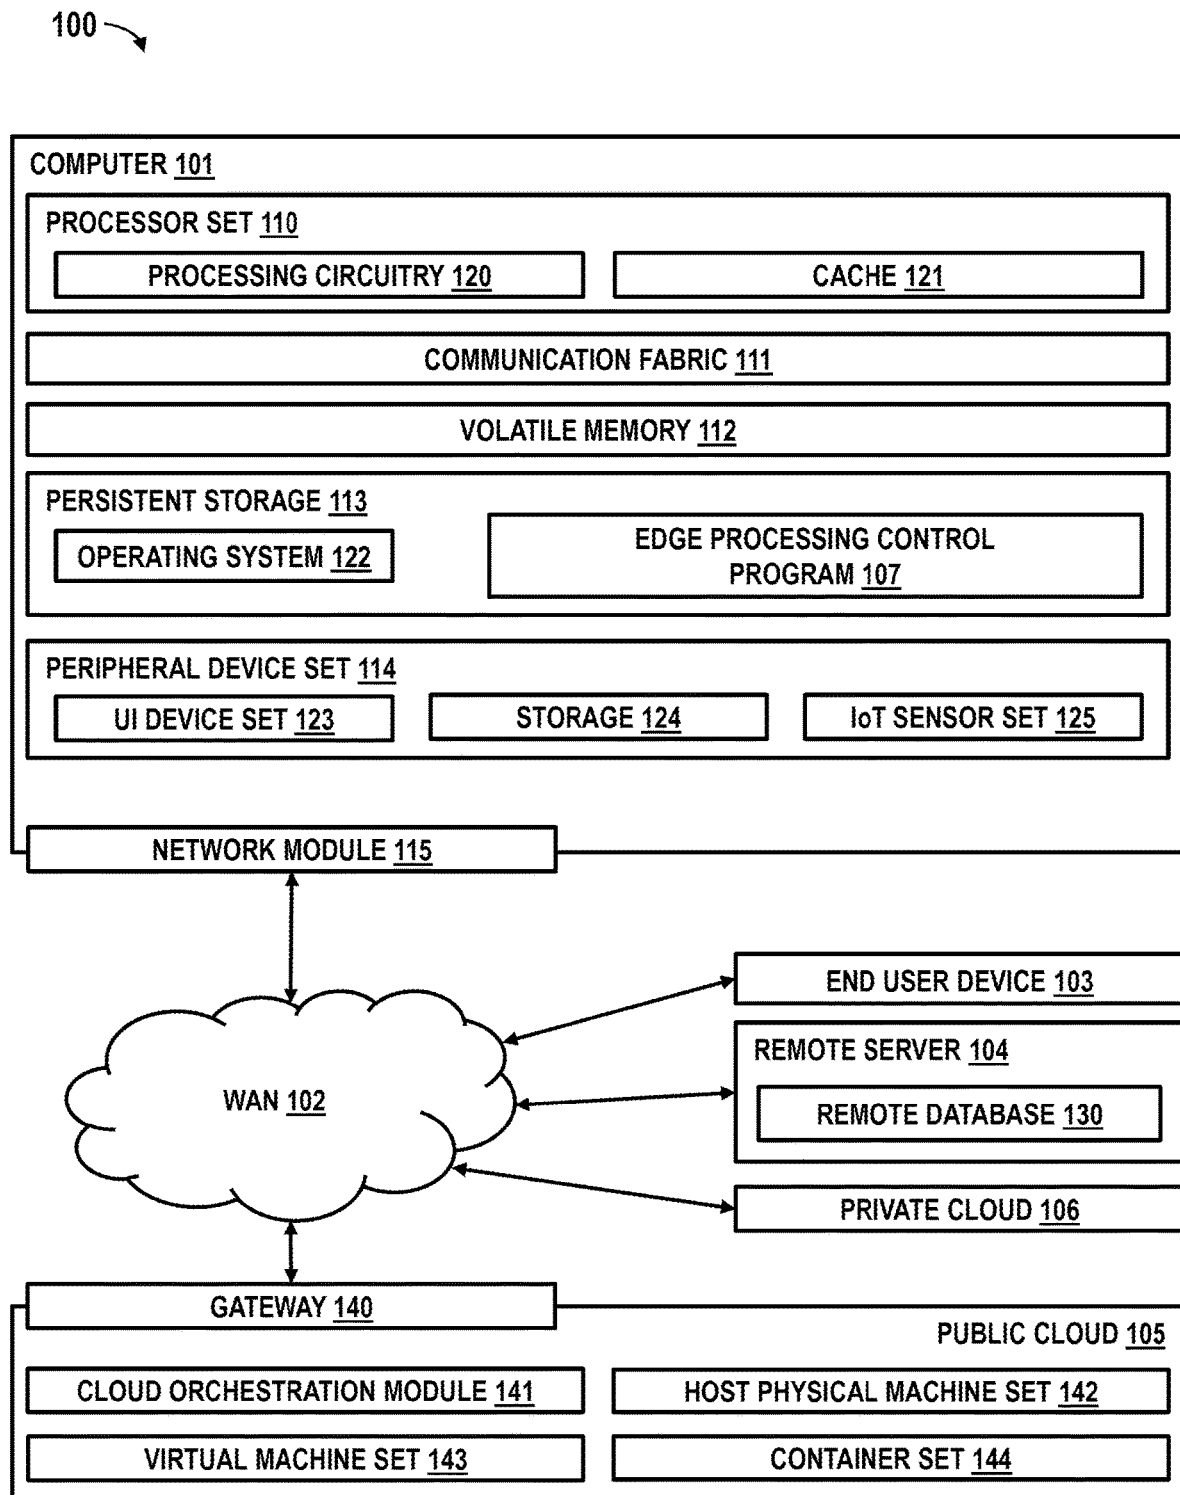 100
COMPUTER 101
PROCESSOR SET 110
PROCESSING CIRCUITRY 120
CACHE 121
COMMUNICATION FABRIC 111
VOLATILE MEMORY 112
PERSISTENT STORAGE 113
OPERATING SYSTEM 122
EDGE PROCESSING CONTROL
PROGRAM 107
PERIPHERAL DEVICE SET 114
UI DEVICE SET 123
STORAGE 124
IoT SENSOR SET 125
NETWORK MODULE 115
WAN 102
END USER DEVICE 103
REMOTE SERVER 104
REMOTE DATABASE 130
PRIVATE CLOUD 106
GATEWAY 140
PUBLIC CLOUD 105
CLOUD ORCHESTRATION MODULE 141
HOST PHYSICAL MACHINE SET 142
VIRTUAL MACHINE SET 143
CONTAINER SET 144